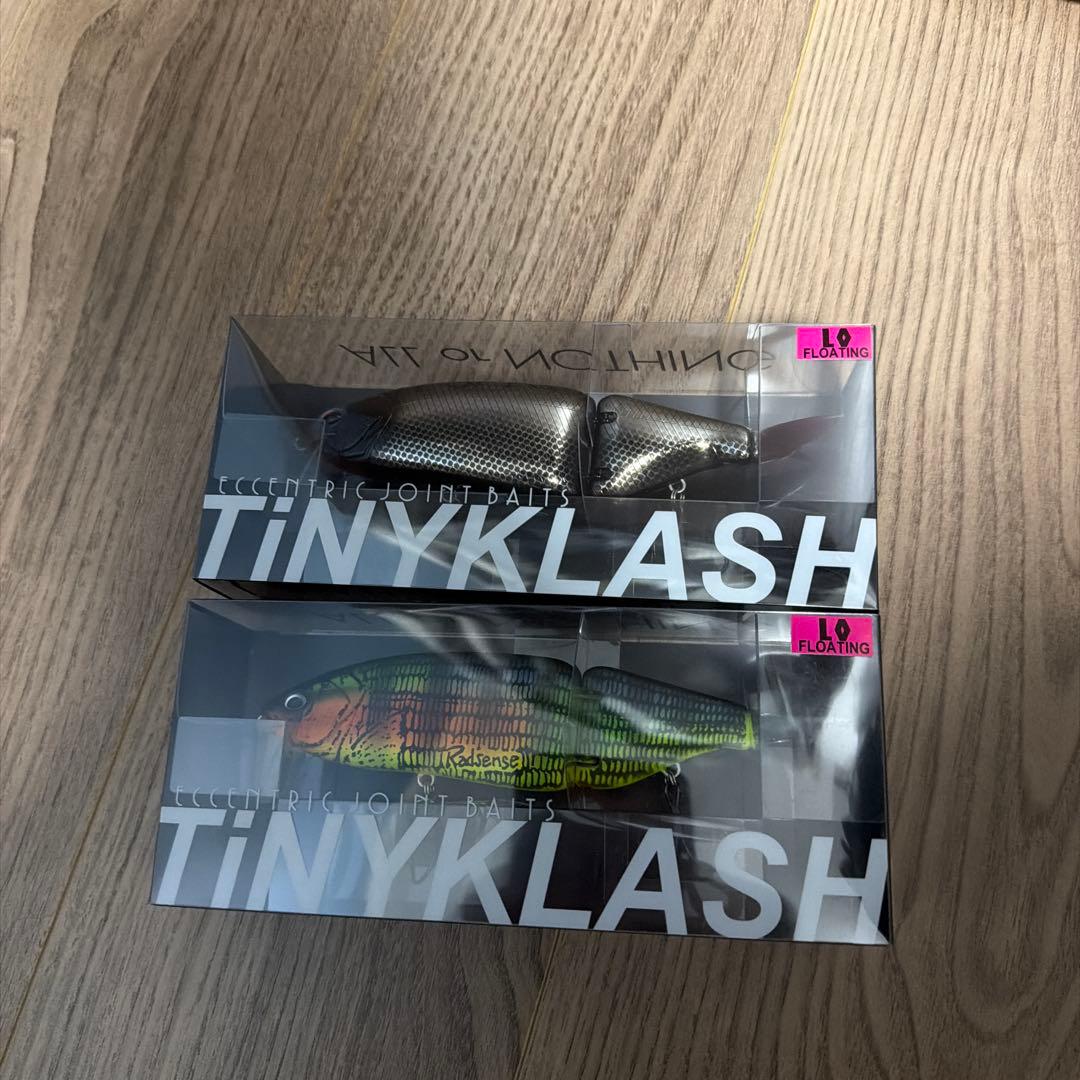 ALL or NOTHING
LO
FLOATING
ECCENTRIC JOINT BAITS
TiNYKLASH
LO
FLOATING
Radsense
ECCENTRIC JOINT BAITS
TiNYKLASH